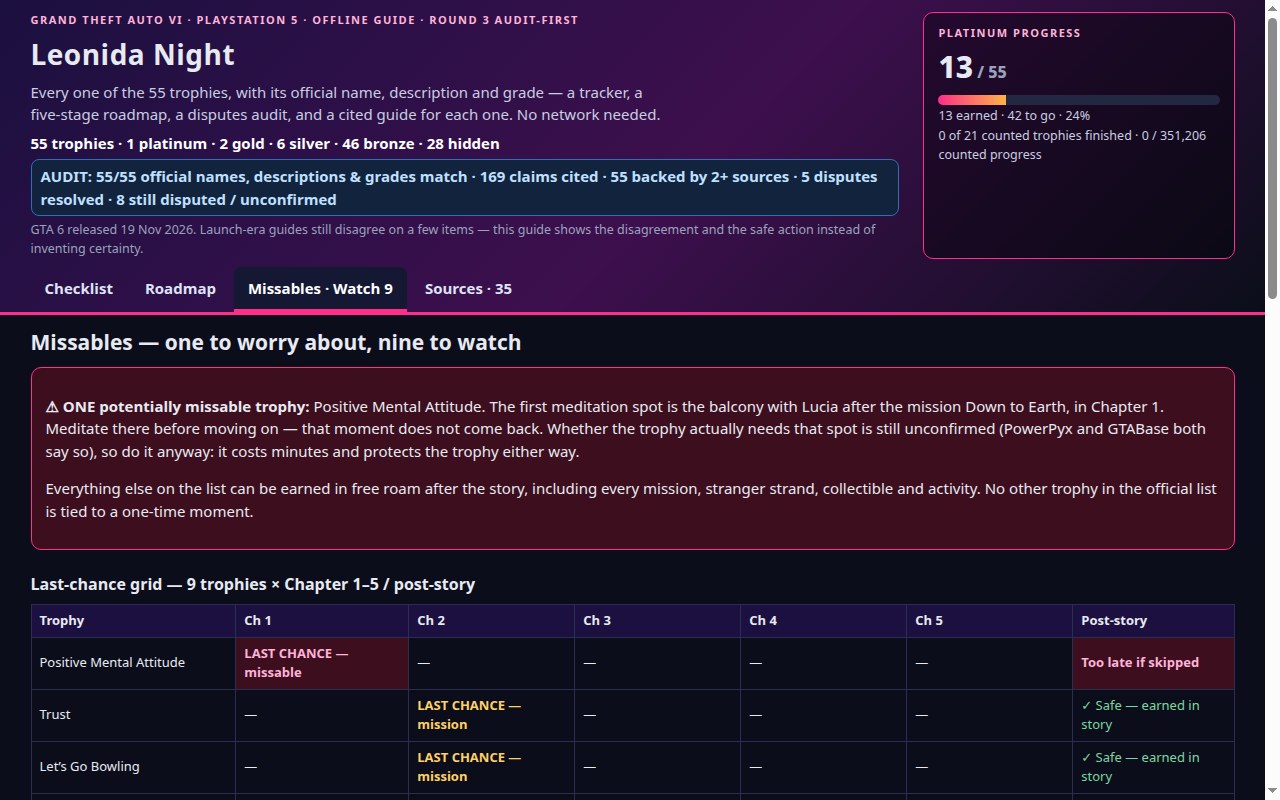 GRAND THEFT AUTO VI · PLAYSTATION 5 · OFFLINE GUIDE · ROUND 3 AUDIT-FIRST
Leonida Night
Every one of the 55 trophies, with its official name, description and grade — a tracker, a
five-stage roadmap, a disputes audit, and a cited guide for each one. No network needed.
55 trophies · 1 platinum · 2 gold · 6 silver · 46 bronze · 28 hidden
AUDIT: 55/55 official names, descriptions & grades match · 169 claims cited · 55 backed by 2+ sources · 5 disputes
resolved · 8 still disputed / unconfirmed
GTA 6 released 19 Nov 2026. Launch-era guides still disagree on a few items — this guide shows the disagreement and the safe action instead of
inventing certainty.
PLATINUM PROGRESS
13 / 55
13 earned · 42 to go · 24%
0 of 21 counted trophies finished · 0 / 351,206
counted progress
Checklist Roadmap Missables · Watch 9 Sources · 35
Missables — one to worry about, nine to watch
⚠ ONE potentially missable trophy: Positive Mental Attitude. The first meditation spot is the balcony with Lucia after the mission Down to Earth, in Chapter 1.
Meditate there before moving on — that moment does not come back. Whether the trophy actually needs that spot is still unconfirmed (PowerPyx and GTABase both
say so), so do it anyway: it costs minutes and protects the trophy either way.
Everything else on the list can be earned in free roam after the story, including every mission, stranger strand, collectible and activity. No other trophy in the official list
is tied to a one-time moment.
Last-chance grid — 9 trophies × Chapter 1–5 / post-story
Trophy Ch 1 Ch 2 Ch 3 Ch 4 Ch 5 Post-story
Positive Mental Attitude LAST CHANCE — missable — — — — Too late if skipped
Trust — LAST CHANCE — mission — — — ✓ Safe — earned in story
Let's Go Bowling — LAST CHANCE — mission — — — ✓ Safe — earned in story